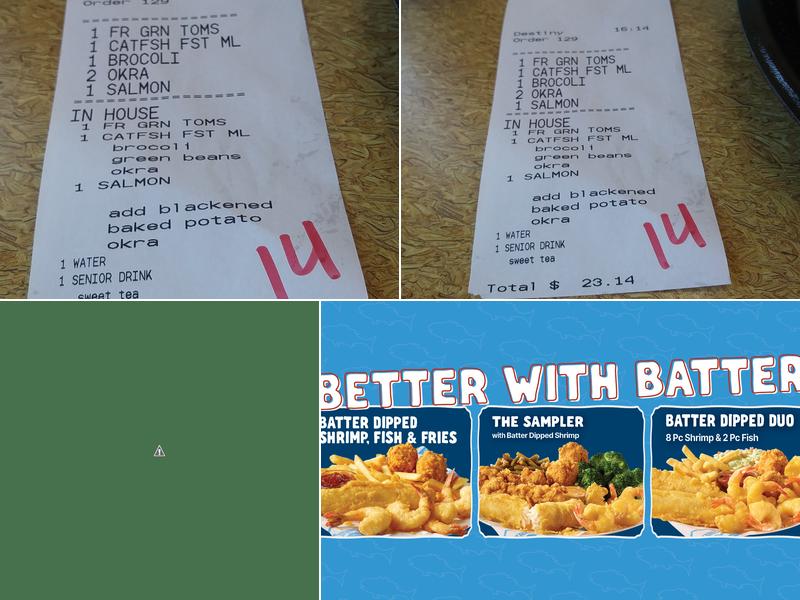 Order 129
1 FR GRN TOMS
1 CATFSH FST ML
1 BROCOLI
2 OKRA
1 SALMON
IN HOUSE
1 FR GRN TOMS
1 CATFSH FST ML
brocoli
green beans
okra
1 SALMON
add blackened
baked potato
okra
1 WATER
1 SENIOR DRINK
sweet tea
14
Destiny 16:14
Order 129
1 FR GRN TOMS
1 CATFSH FST ML
1 BROCOLI
2 OKRA
1 SALMON
IN HOUSE
1 FR GRN TOMS
1 CATFSH FST ML
brocoli
green beans
okra
1 SALMON
add blackened
baked potato
okra
1 WATER
1 SENIOR DRINK
sweet tea
Total $ 23.14
14
BETTER WITH BATTER
BATTER DIPPED
SHRIMP, FISH & FRIES
THE SAMPLER
with Batter Dipped Shrimp
BATTER DIPPED DUO
8 Pc Shrimp & 2 Pc Fish